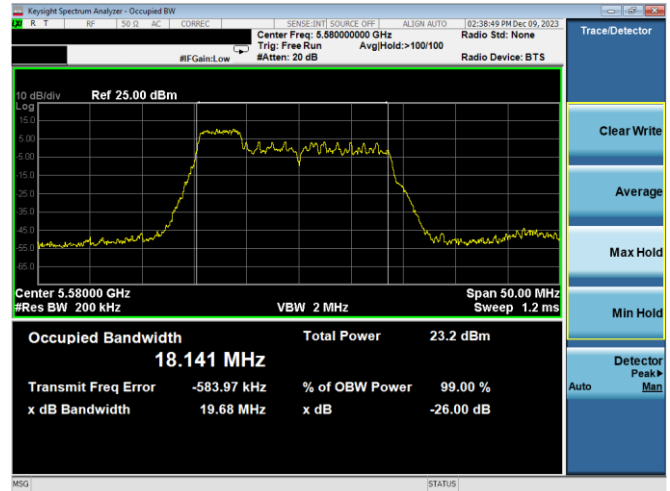 Keysight Spectrum Analyzer - Occupied BW
LXI R T RF 50 Ω AC CORREC SENSE:INT SOURCE OFF ALIGN AUTO 02:38:49 PM Dec 09, 2023
Center Freq: 5.580000000 GHz Radio Std: None
Trig: Free Run Avg|Hold:>100/100
#IFGain:Low #Atten: 20 dB Radio Device: BTS
Trace/Detector
10 dB/div Ref 25.00 dBm
Log
15.0
5.00
-5.00
-15.0
-25.0
-35.0
-45.0
-55.0
-65.0
Center 5.58000 GHz Span 50.00 MHz
#Res BW 200 kHz VBW 2 MHz Sweep 1.2 ms
Occupied Bandwidth Total Power 23.2 dBm
18.141 MHz
Transmit Freq Error -583.97 kHz % of OBW Power 99.00 %
x dB Bandwidth 19.68 MHz x dB -26.00 dB
Clear Write
Average
Max Hold
Min Hold
Detector
Peak▶
Auto Man
MSG STATUS